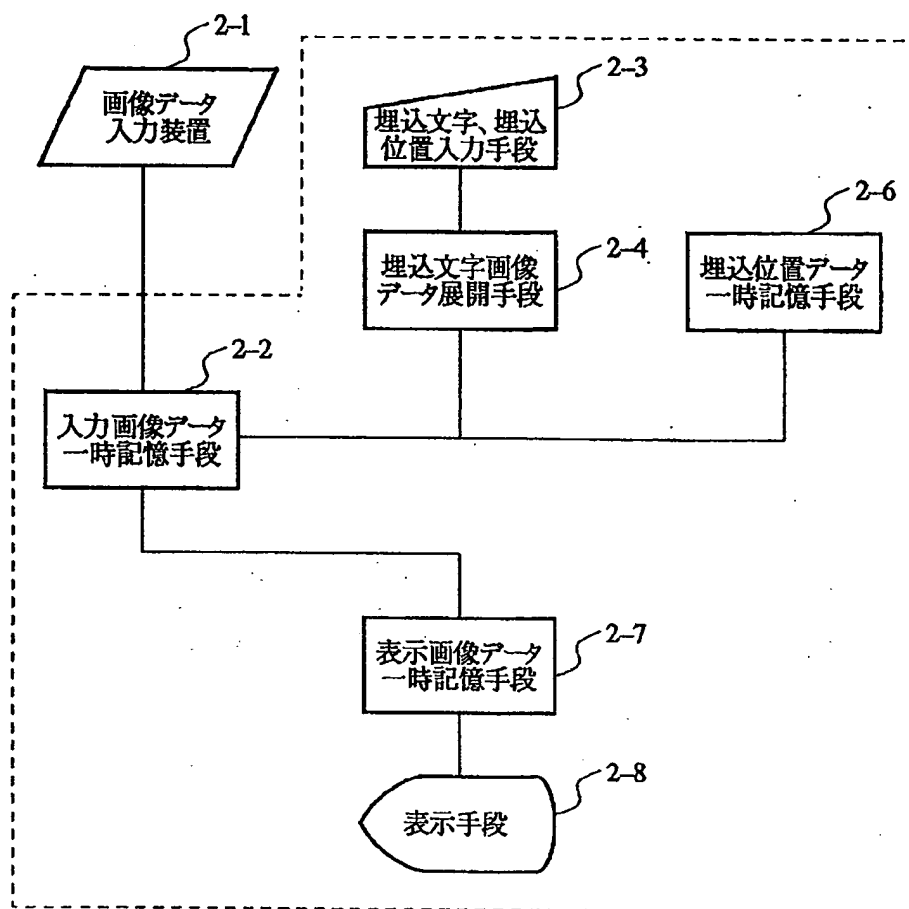 2-1
画像データ
入力装置
2-3
埋込文字、埋込
位置入力手段
2-4
埋込文字画像
データ展開手段
2-6
埋込位置データ
一時記憶手段
2-2
入力画像データ
一時記憶手段
2-7
表示画像データ
一時記憶手段
2-8
表示手段